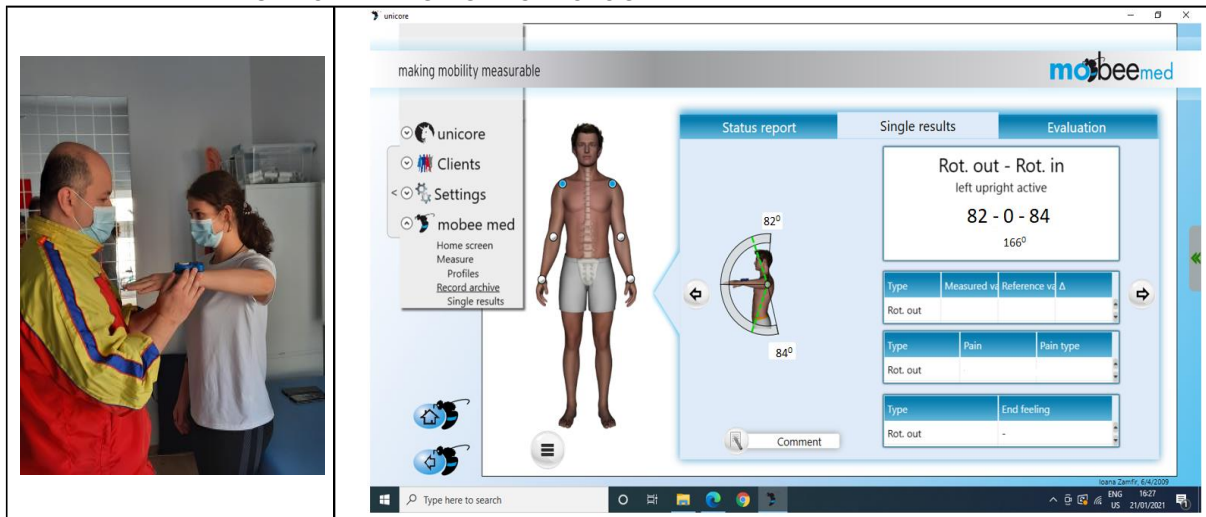 unicore
making mobility measurable
mobeemed
unicore
Clients
Settings
mobee med
Home screen
Measure
Profiles
Record archive
Single results
Status report
Single results
Evaluation
82⁰
84⁰
Rot. out - Rot. in
left upright active
82 - 0 - 84
166⁰
Type Measured va Reference va Δ
Rot. out
Type Pain Pain type
Rot. out
Type End feeling
Rot. out -
Comment
Ioana Zamfir, 6/4/2009
Type here to search
ENG 16:27
US 21/01/2021